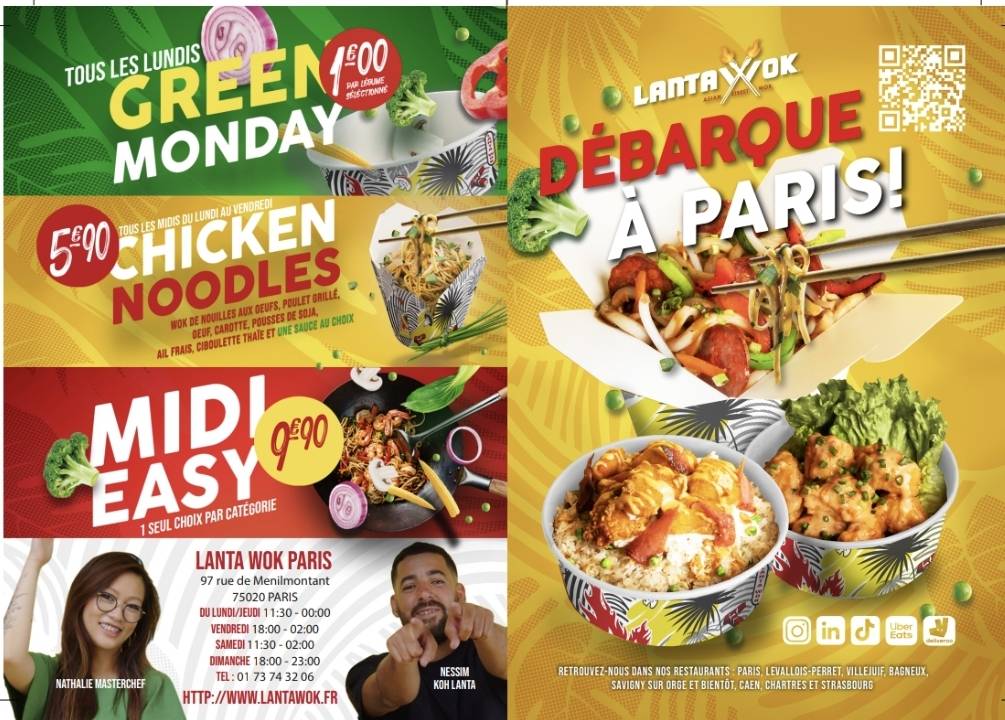 TOUS LES LUNDIS
GREEN
MONDAY
1€00
PAR LÉGUME
SÉLÉCTIONNÉ
5€90
TOUS LES MIDIS DU LUNDI AU VENDREDI
CHICKEN
NOODLES
WOK DE NOUILLES AUX OEUFS, POULET GRILLÉ,
OEUF, CAROTTE, POUSSES DE SOJA,
AIL FRAIS, CIBOULETTE THAÏE ET UNE SAUCE AU CHOIX
MIDI
EASY
9€90
1 SEUL CHOIX PAR CATÉGORIE
LANTA WOK PARIS
97 rue de Menilmontant
75020 PARIS
DU LUNDI/JEUDI 11:30 - 00:00
VENDREDI 18:00 - 02:00
SAMEDI 11:30 - 02:00
DIMANCHE 18:00 - 23:00
TEL : 01 73 74 32 06
HTTP://WWW.LANTAWOK.FR
NATHALIE MASTERCHEF
NESSIM
KOH LANTA
LANTA WOK
ASIAN STREET WOK
DÉBARQUE
À PARIS!
in
Uber
Eats
deliveroo
RETROUVEZ-NOUS DANS NOS RESTAURANTS : PARIS, LEVALLOIS-PERRET, VILLEJUIF, BAGNEUX,
SAVIGNY SUR ORGE ET BIENTÔT, CAEN, CHARTRES ET STRASBOURG